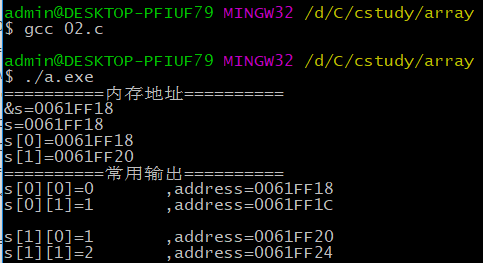 admin@DESKTOP-PFIUF79 MINGW32 /d/C/cstudy/array
$ gcc 02.c
admin@DESKTOP-PFIUF79 MINGW32 /d/C/cstudy/array
$ ./a.exe
==========内存地址==========
&s=0061FF18
s=0061FF18
s[0]=0061FF18
s[1]=0061FF20
==========常用输出==========
s[0][0]=0 ,address=0061FF18
s[0][1]=1 ,address=0061FF1C
s[1][0]=1 ,address=0061FF20
s[1][1]=2 ,address=0061FF24